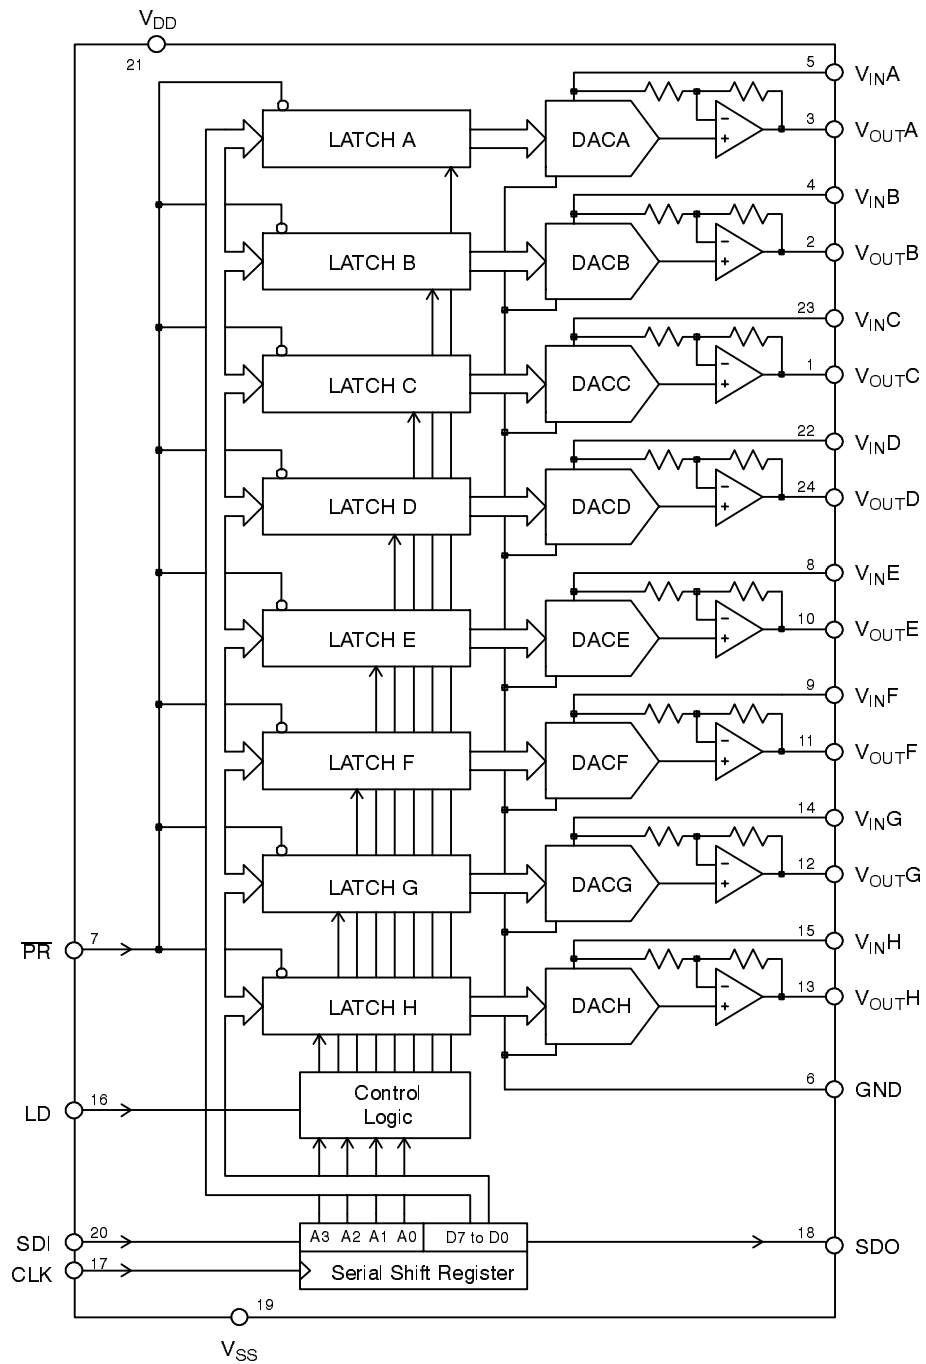 VDD
21
5 VINA
LATCH A DACA − + 3 VOUTA
4 VINB
LATCH B DACB − + 2 VOUTB
23 VINC
LATCH C DACC − + 1 VOUTC
22 VIND
LATCH D DACD − + 24 VOUTD
8 VINE
LATCH E DACE − + 10 VOUTE
9 VINF
LATCH F DACF − + 11 VOUTF
14 VING
LATCH G DACG − + 12 VOUTG
PR 7
15 VINH
LATCH H DACH − + 13 VOUTH
6 GND
LD 16
Control
Logic
SDI 20
A3 A2 A1 A0 D7 to D0
18 SDO
CLK 17
Serial Shift Register
19
VSS